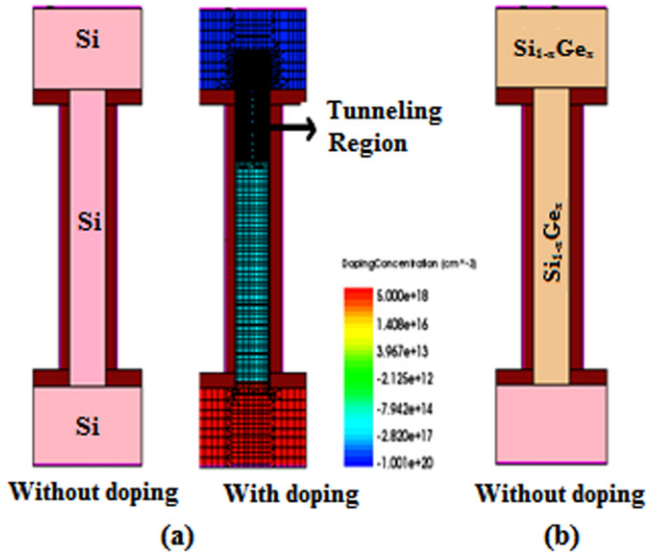 Si
Si
Si
Tunneling
Region
DopingConcentration (cm^-3)
5.000e+18
1.408e+16
3.967e+13
-2.125e+12
-7.942e+14
-2.820e+17
-1.001e+20
Si₁₋ₓGeₓ
Si₁₋ₓGeₓ
Without doping
With doping
Without doping
(a)
(b)